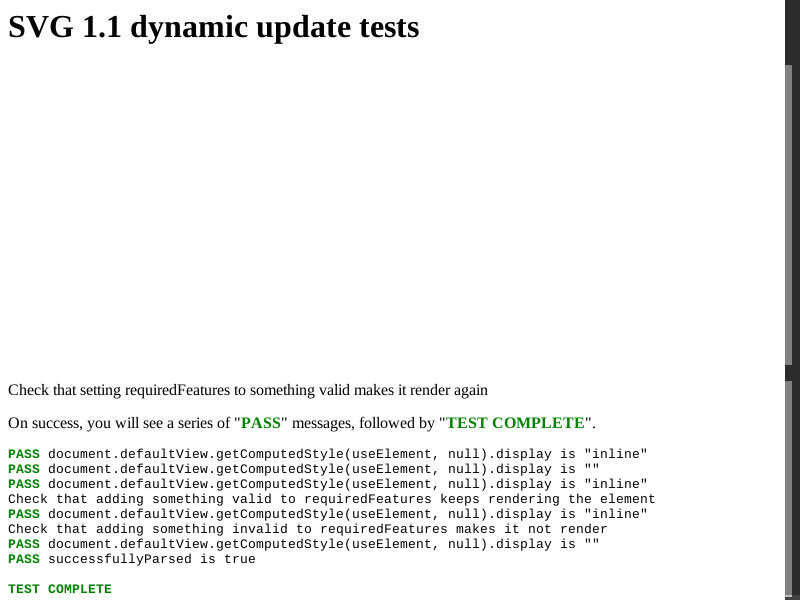 SVG 1.1 dynamic update tests
Check that setting requiredFeatures to something valid makes it render again
On success, you will see a series of "PASS" messages, followed by "TEST COMPLETE".
PASS document.defaultView.getComputedStyle(useElement, null).display is "inline"
PASS document.defaultView.getComputedStyle(useElement, null).display is ""
PASS document.defaultView.getComputedStyle(useElement, null).display is "inline"
Check that adding something valid to requiredFeatures keeps rendering the element
PASS document.defaultView.getComputedStyle(useElement, null).display is "inline"
Check that adding something invalid to requiredFeatures makes it not render
PASS document.defaultView.getComputedStyle(useElement, null).display is ""
PASS successfullyParsed is true
TEST COMPLETE